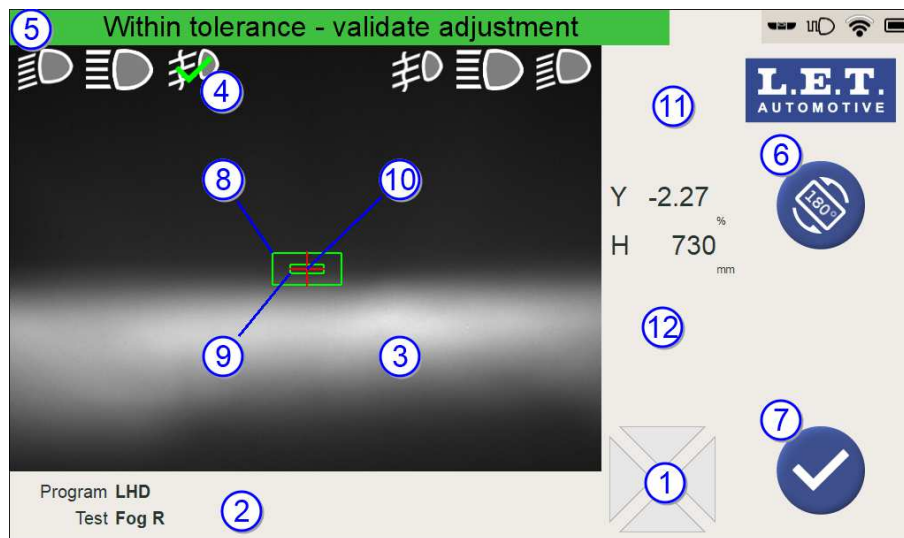 5
Within tolerance - validate adjustment
4
11
L.E.T.
AUTOMOTIVE
6
180°
8
10
Y -2.27
%
H 730
mm
9
3
12
7
1
Program LHD
Test Fog R
2